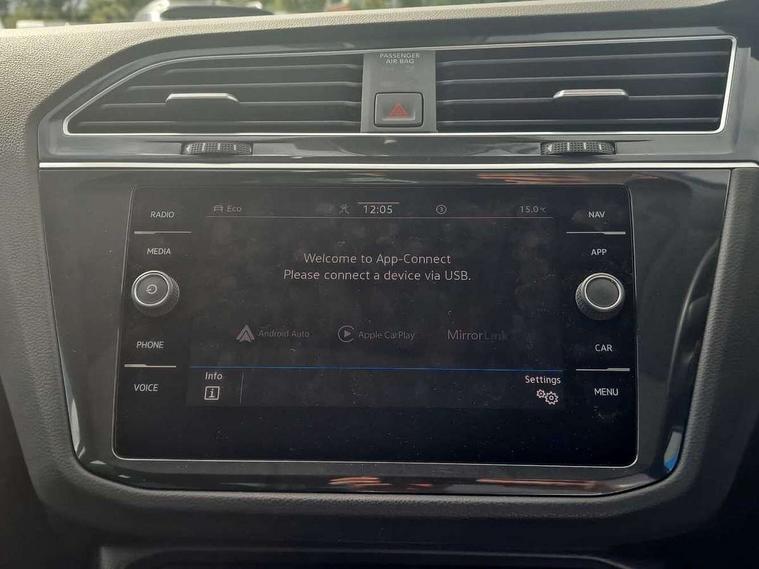 PASSENGER
AIR BAG
RADIO
Eco
12:05
3
15.0°C
NAV
MEDIA
APP
Welcome to App-Connect
Please connect a device via USB.
Android Auto
Apple CarPlay
MirrorLink
PHONE
CAR
VOICE
Info
i
Settings
MENU